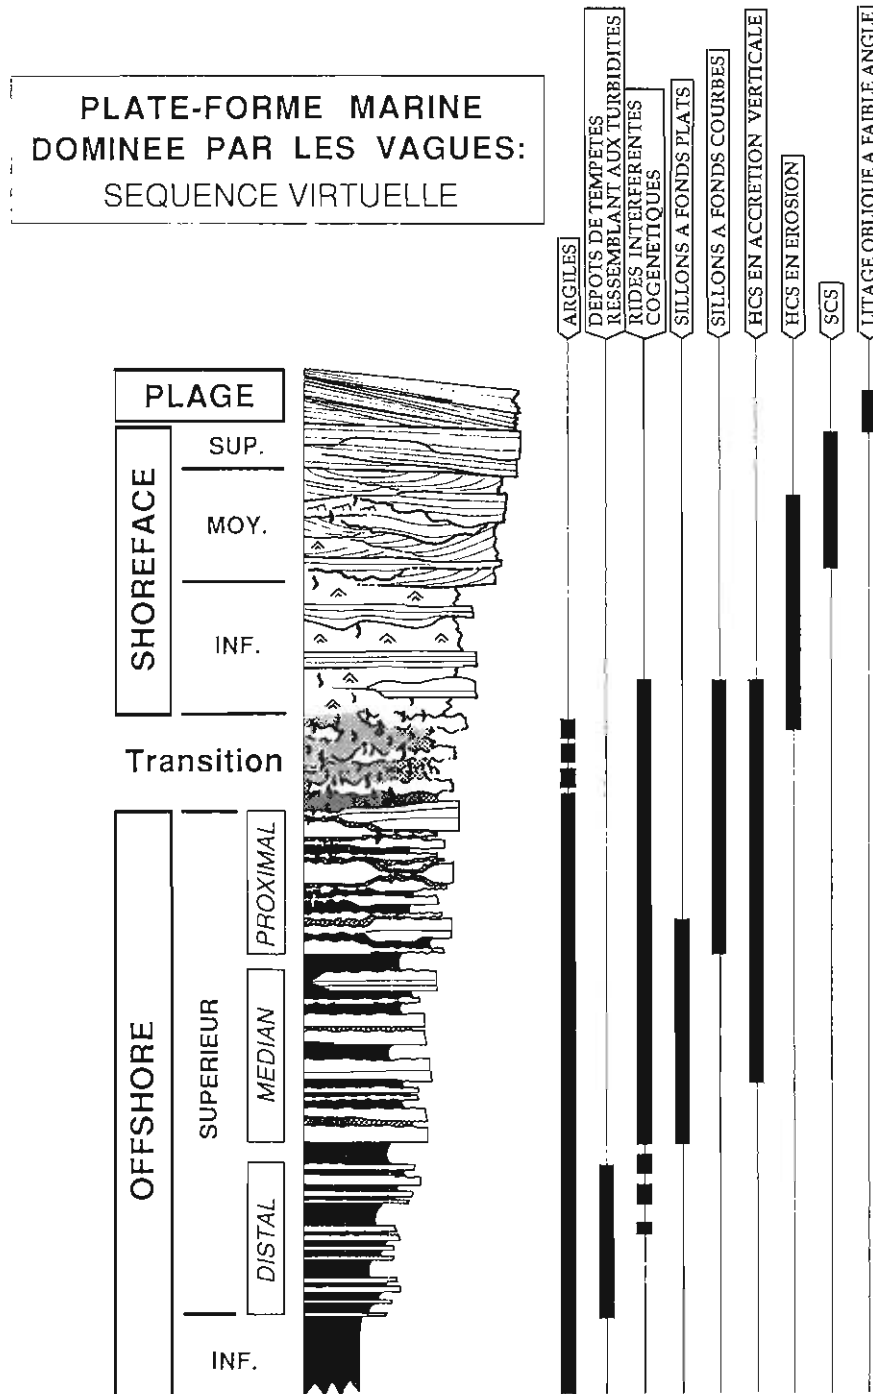 PLATE-FORME MARINE
DOMINEE PAR LES VAGUES:
SEQUENCE VIRTUELLE
ARGILES
DEPOTS DE TEMPETES
RESSEMBLANT AUX TURBIDITES
RIDES INTERFERENTES
COGENETIQUES
SILLONS A FONDS PLATS
SILLONS A FONDS COURBES
HCS EN ACCRETION VERTICALE
HCS EN EROSION
SCS
LITAGE OBLIQUE A FAIBLE ANGLE
PLAGE
SHOREFACE
SUP.
MOY.
INF.
Transition
OFFSHORE
SUPERIEUR
PROXIMAL
MEDIAN
DISTAL
INF.